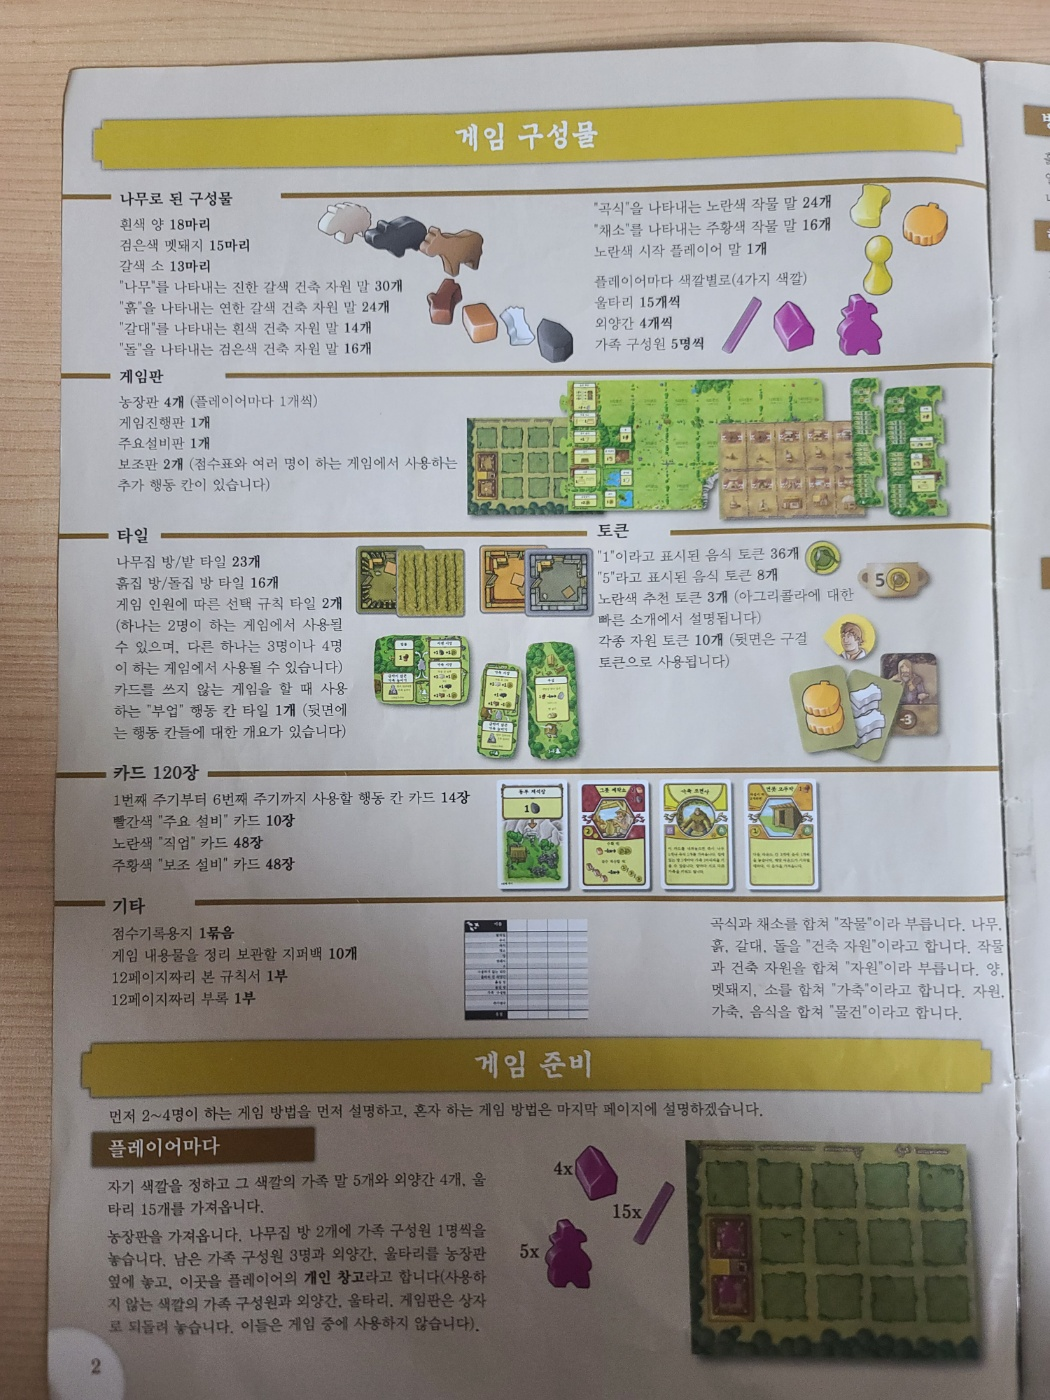 게임 구성물
나무로 된 구성물
흰색 양 18마리
검은색 멧돼지 15마리
갈색 소 13마리
"나무"를 나타내는 진한 갈색 건축 자원 말 30개
"흙"을 나타내는 연한 갈색 건축 자원 말 24개
"갈대"를 나타내는 흰색 건축 자원 말 14개
"돌"을 나타내는 검은색 건축 자원 말 16개
"곡식"을 나타내는 노란색 작물 말 24개
"채소"를 나타내는 주황색 작물 말 16개
노란색 시작 플레이어 말 1개
플레이어마다 색깔별로(4가지 색깔)
울타리 15개씩
외양간 4개씩
가족 구성원 5명씩
게임판
농장판 4개 (플레이어마다 1개씩)
게임진행판 1개
주요설비판 1개
보조판 2개 (점수표와 여러 명이 하는 게임에서 사용하는
추가 행동 칸이 있습니다)
타일
나무집 방/밭 타일 23개
흙집 방/돌집 방 타일 16개
게임 인원에 따른 선택 규칙 타일 2개
(하나는 2명이 하는 게임에서 사용될
수 있으며, 다른 하나는 3명이나 4명
이 하는 게임에서 사용될 수 있습니다)
카드를 쓰지 않는 게임을 할 때 사용
하는 "부업" 행동 칸 타일 1개 (뒷면에
는 행동 칸들에 대한 개요가 있습니다)
토큰
"1"이라고 표시된 음식 토큰 36개
"5"라고 표시된 음식 토큰 8개
노란색 추천 토큰 3개 (아그리콜라에 대한
빠른 소개에서 설명됩니다)
각종 자원 토큰 10개 (뒷면은 구걸
토큰으로 사용됩니다)
5
-3
카드 120장
1번째 주기부터 6번째 주기까지 사용할 행동 칸 카드 14장
빨간색 "주요 설비" 카드 10장
노란색 "직업" 카드 48장
주황색 "보조 설비" 카드 48장
기타
점수기록용지 1묶음
게임 내용물을 정리 보관할 지퍼백 10개
12페이지짜리 본 규칙서 1부
12페이지짜리 부록 1부
곡식과 채소를 합쳐 "작물"이라 부릅니다. 나무,
흙, 갈대, 돌을 "건축 자원"이라고 합니다. 작물
과 건축 자원을 합쳐 "자원"이라 부릅니다. 양,
멧돼지, 소를 합쳐 "가축"이라고 합니다. 자원,
가축, 음식을 합쳐 "물건"이라고 합니다.
게임 준비
먼저 2~4명이 하는 게임 방법을 먼저 설명하고, 혼자 하는 게임 방법은 마지막 페이지에 설명하겠습니다.
플레이어마다
자기 색깔을 정하고 그 색깔의 가족 말 5개와 외양간 4개, 울
타리 15개를 가져옵니다.
농장판을 가져옵니다. 나무집 방 2개에 가족 구성원 1명씩을
놓습니다. 남은 가족 구성원 3명과 외양간, 울타리를 농장판
옆에 놓고, 이곳을 플레이어의 개인 창고라고 합니다(사용하
지 않는 색깔의 가족 구성원과 외양간, 울타리, 게임판은 상자
로 되돌려 놓습니다. 이들은 게임 중에 사용하지 않습니다).
4x
15x
5x
2